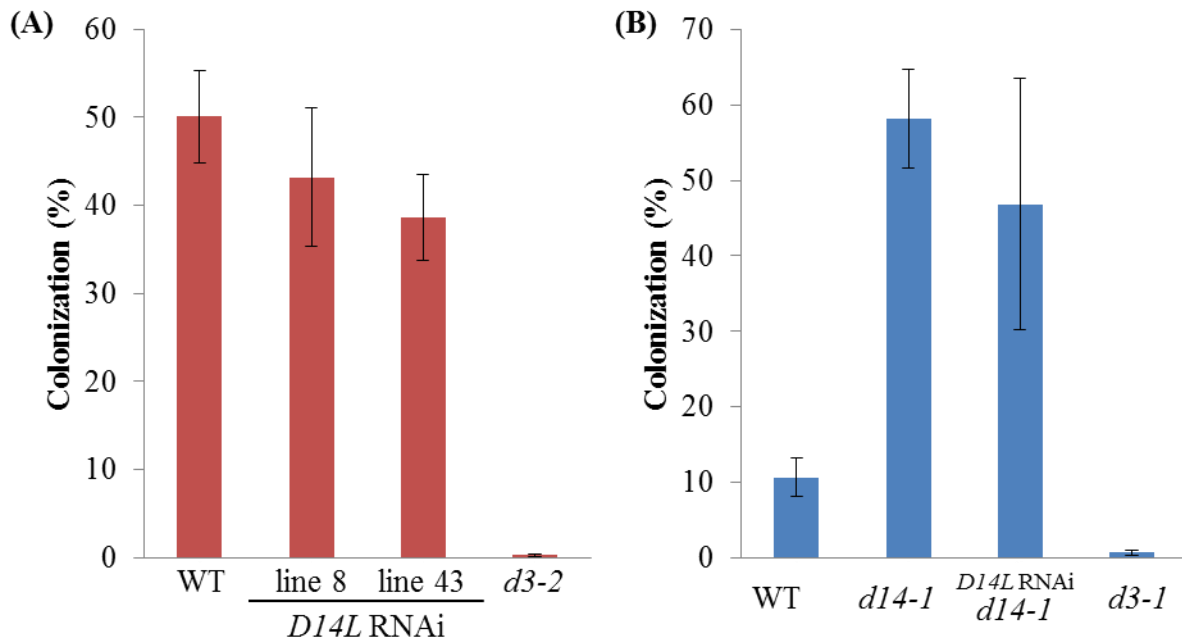 (A)
Colonization (%)
60
50
40
30
20
10
0
WT line 8 line 43 d3-2
D14L RNAi
(B)
Colonization (%)
70
60
50
40
30
20
10
0
WT d14-1 D14L RNAi d14-1 d3-1